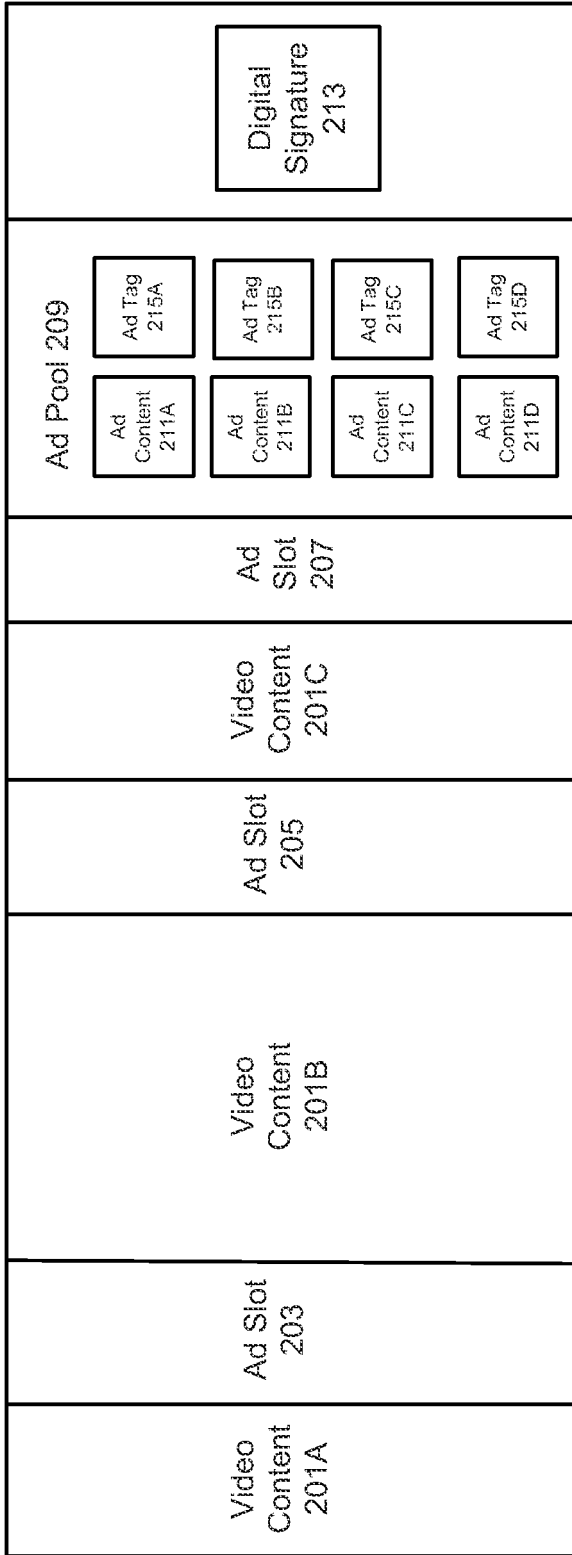 Video
Content
201A
Ad Slot
203
Video
Content
201B
Ad Slot
205
Video
Content
201C
Ad
Slot
207
Ad Pool 209
Ad
Content
211A
Ad Tag
215A
Ad
Content
211B
Ad Tag
215B
Ad
Content
211C
Ad Tag
215C
Ad
Content
211D
Ad Tag
215D
Digital
Signature
213